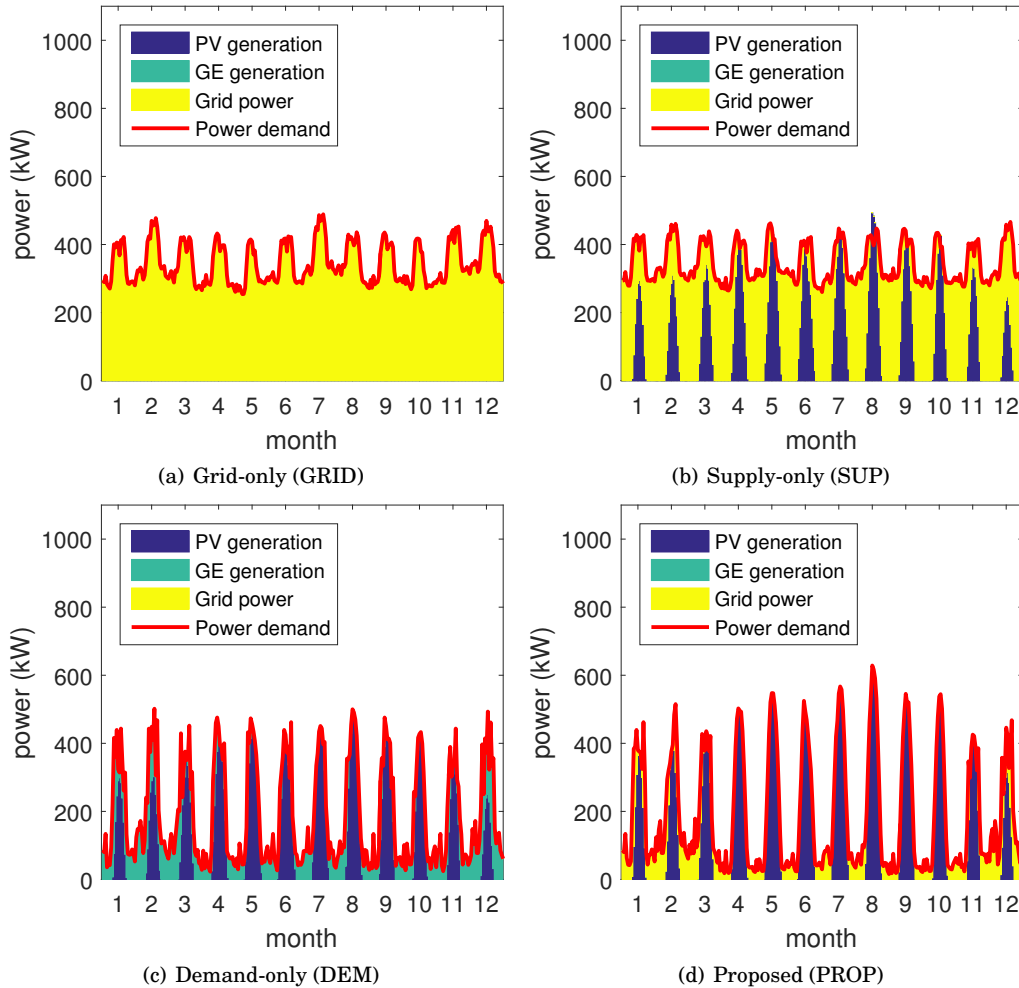 1000
800
600
400
200
0
power (kW)
PV generation
GE generation
Grid power
Power demand
1 2 3 4 5 6 7 8 9 10 11 12
month
(a) Grid-only (GRID)
1000
800
600
400
200
0
power (kW)
PV generation
GE generation
Grid power
Power demand
1 2 3 4 5 6 7 8 9 10 11 12
month
(b) Supply-only (SUP)
1000
800
600
400
200
0
power (kW)
PV generation
GE generation
Grid power
Power demand
1 2 3 4 5 6 7 8 9 10 11 12
month
(c) Demand-only (DEM)
1000
800
600
400
200
0
power (kW)
PV generation
GE generation
Grid power
Power demand
1 2 3 4 5 6 7 8 9 10 11 12
month
(d) Proposed (PROP)